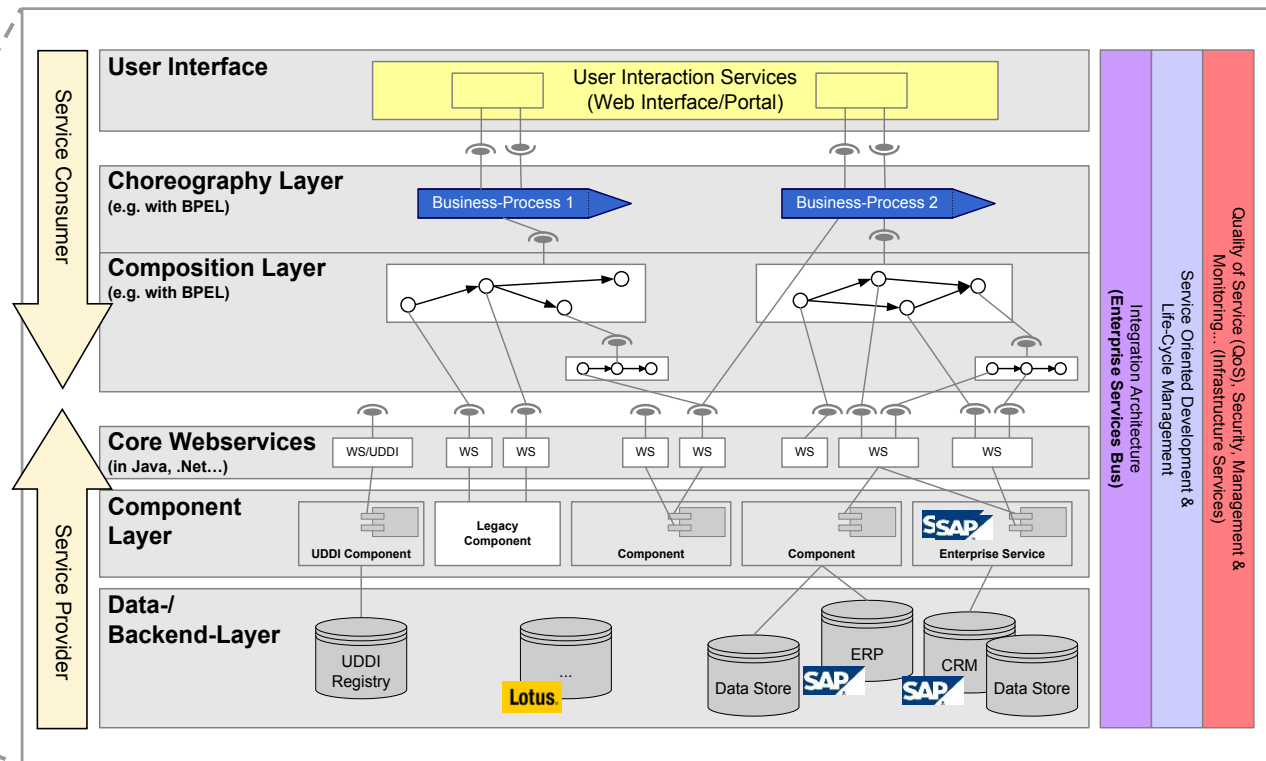 User Interface
User Interaction Services
(Web Interface/Portal)
Service Consumer
Choreography Layer
(e.g. with BPEL)
Business-Process 1
Business-Process 2
Composition Layer
(e.g. with BPEL)
Core Webservices
(in Java, .Net…)
WS/UDDI
WS
WS
WS
WS
WS
WS
WS
Service Provider
Component
Layer
UDDI Component
Legacy
Component
Component
Component
SSAP
Enterprise Service
Data-/
Backend-Layer
UDDI
Registry
...
Lotus.
Data Store
ERP
SAP
CRM
SAP
Data Store
Integration Architecture
(Enterprise Services Bus)
Service Oriented Development &
Life-Cycle Management
Quality of Service (QoS), Security, Management &
Monitoring... (Infrastructure Services)